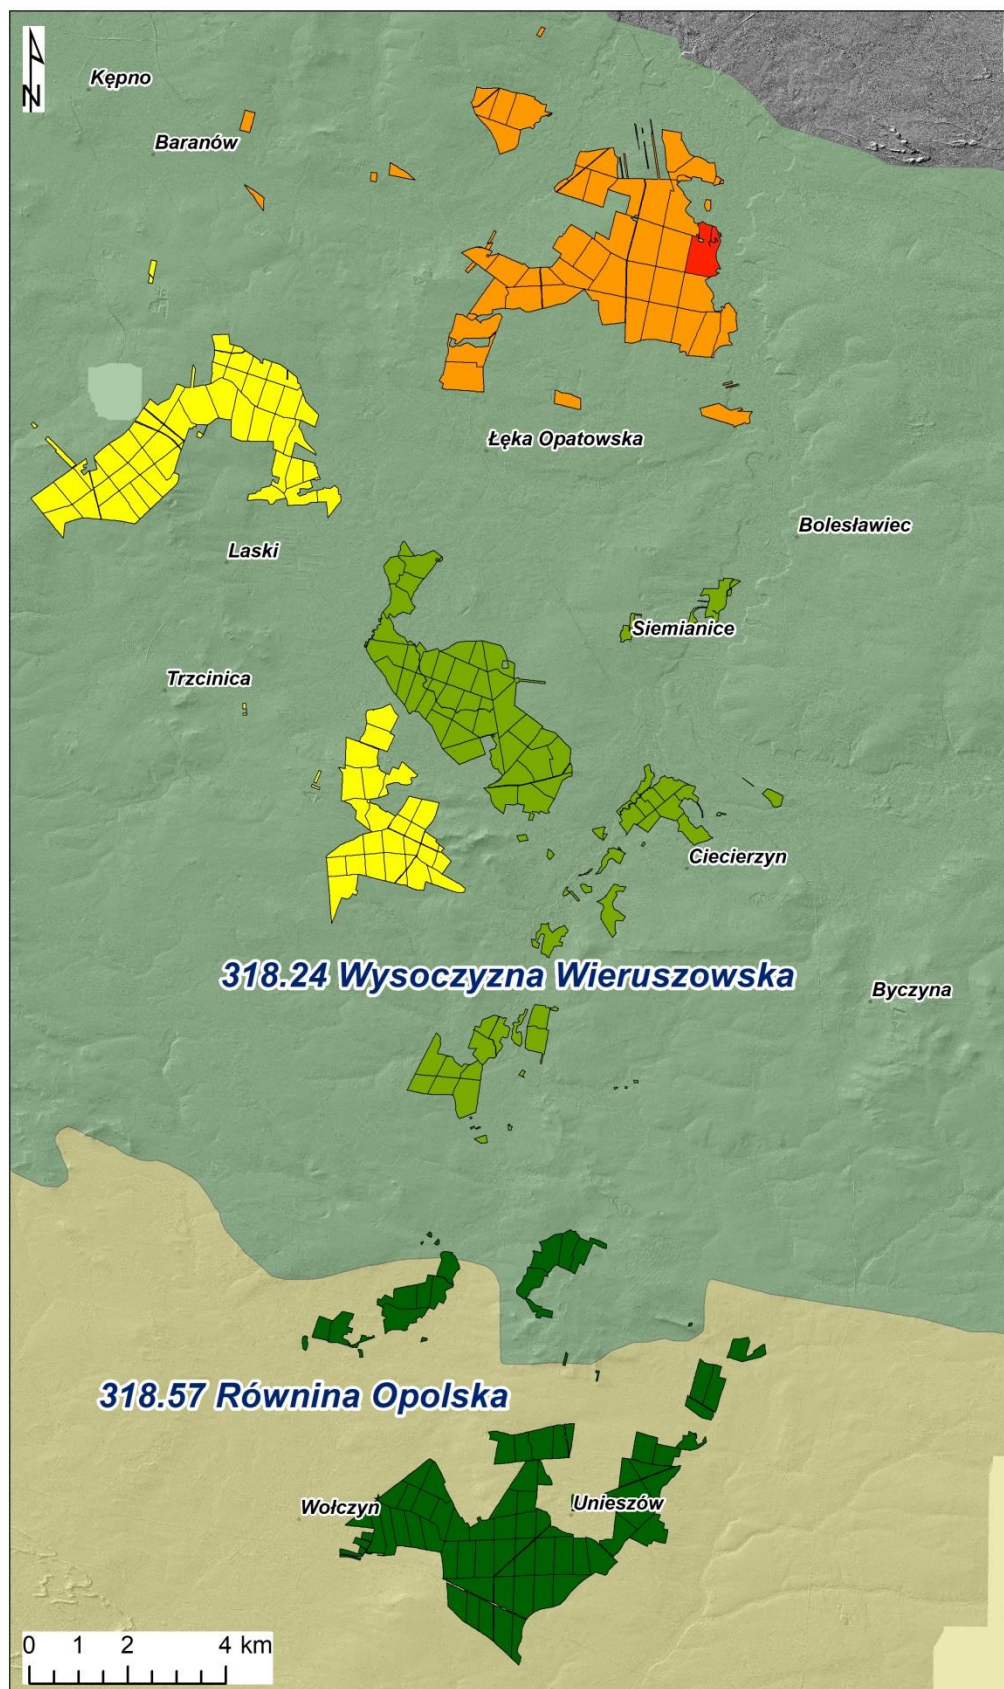 N
Kępno
Baranów
Łęka Opatowska
Bolesławiec
Laski
Siemianice
Trzcinica
Ciecierzyn
318.24 Wysoczyzna Wieruszowska
Byczyna
318.57 Równina Opolska
Wołczyn
Unieszów
0 1 2 4 km